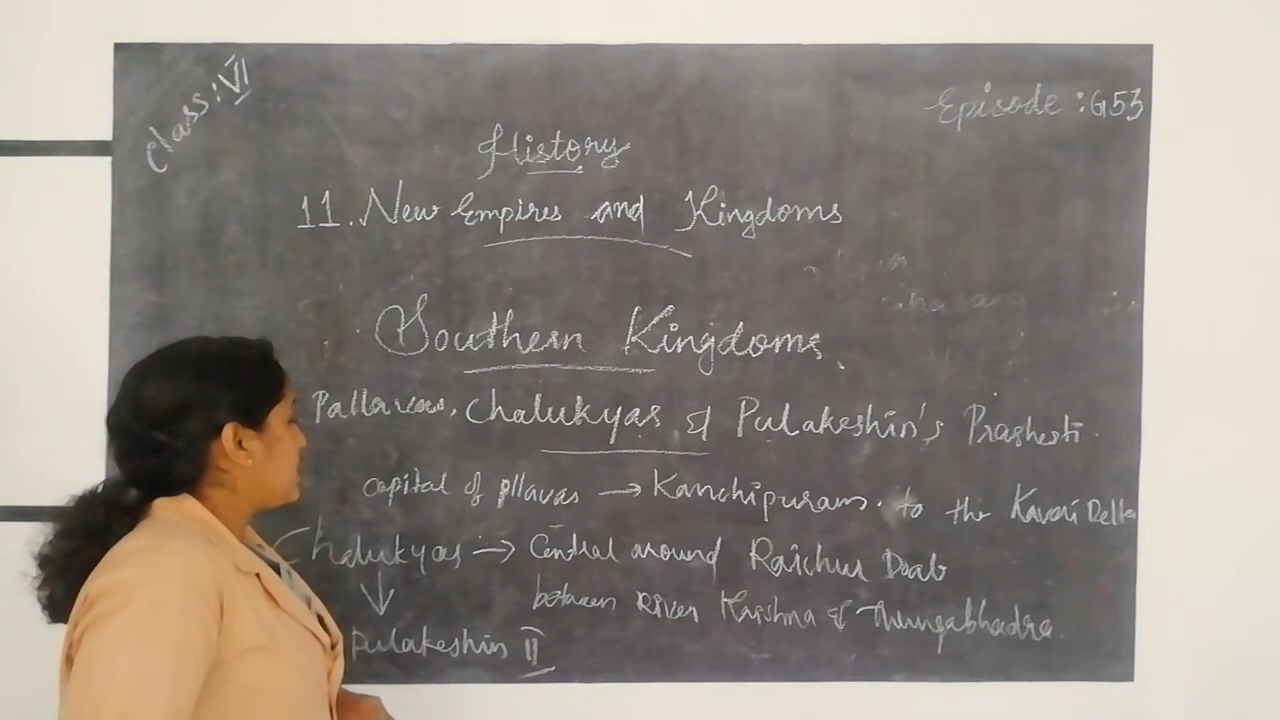 Class: VI
Episode: G53
History
11. New Empires and Kingdoms
Southern Kingdoms
Pallavas, Chalukyas & Pulakeshin's Prashesti.
capital of pllavas → Kanchipuram. to the Kaveri Delta
Chalukyas → Central around Raichur Doab
between River Krishna & Thungabhadra.
↓
Pulakeshin II